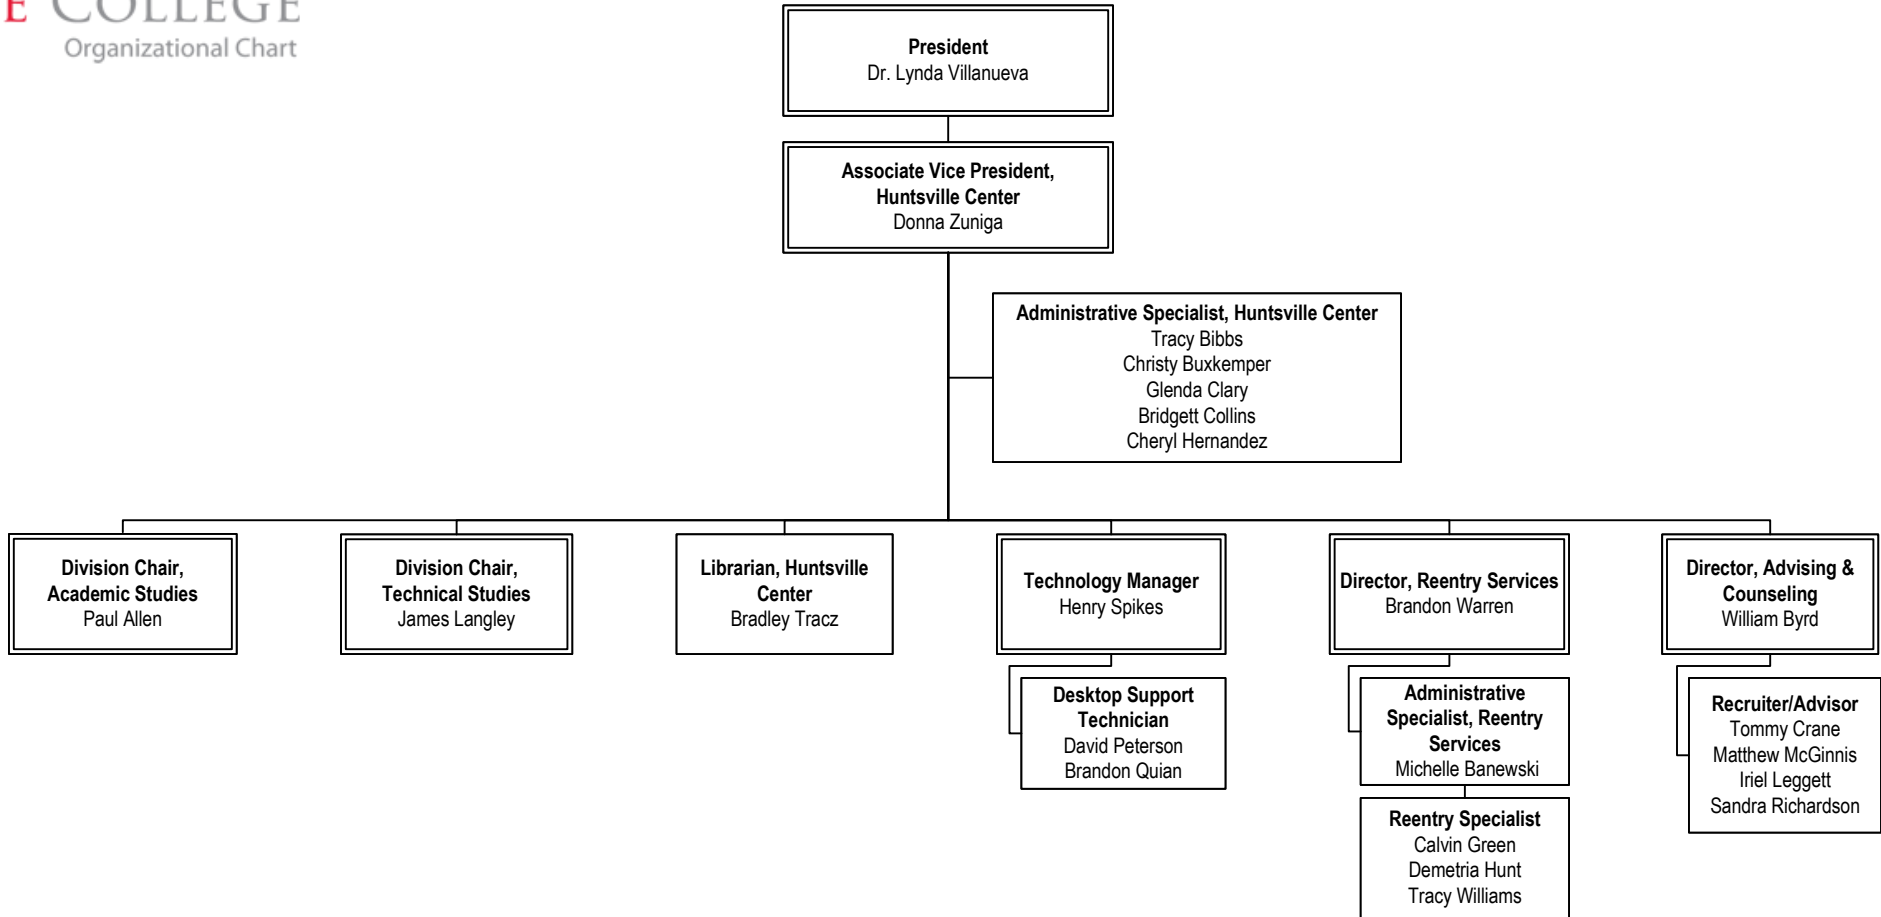 E COLLEGE
Organizational Chart
President
Dr. Lynda Villanueva
Associate Vice President,
Huntsville Center
Donna Zuniga
Administrative Specialist, Huntsville Center
Tracy Bibbs
Christy Buxkemper
Glenda Clary
Bridgett Collins
Cheryl Hernandez
Division Chair,
Academic Studies
Paul Allen
Division Chair,
Technical Studies
James Langley
Librarian, Huntsville
Center
Bradley Tracz
Technology Manager
Henry Spikes
Director, Reentry Services
Brandon Warren
Director, Advising &
Counseling
William Byrd
Desktop Support
Technician
David Peterson
Brandon Quian
Administrative
Specialist, Reentry
Services
Michelle Banewski
Reentry Specialist
Calvin Green
Demetria Hunt
Tracy Williams
Recruiter/Advisor
Tommy Crane
Matthew McGinnis
Iriel Leggett
Sandra Richardson